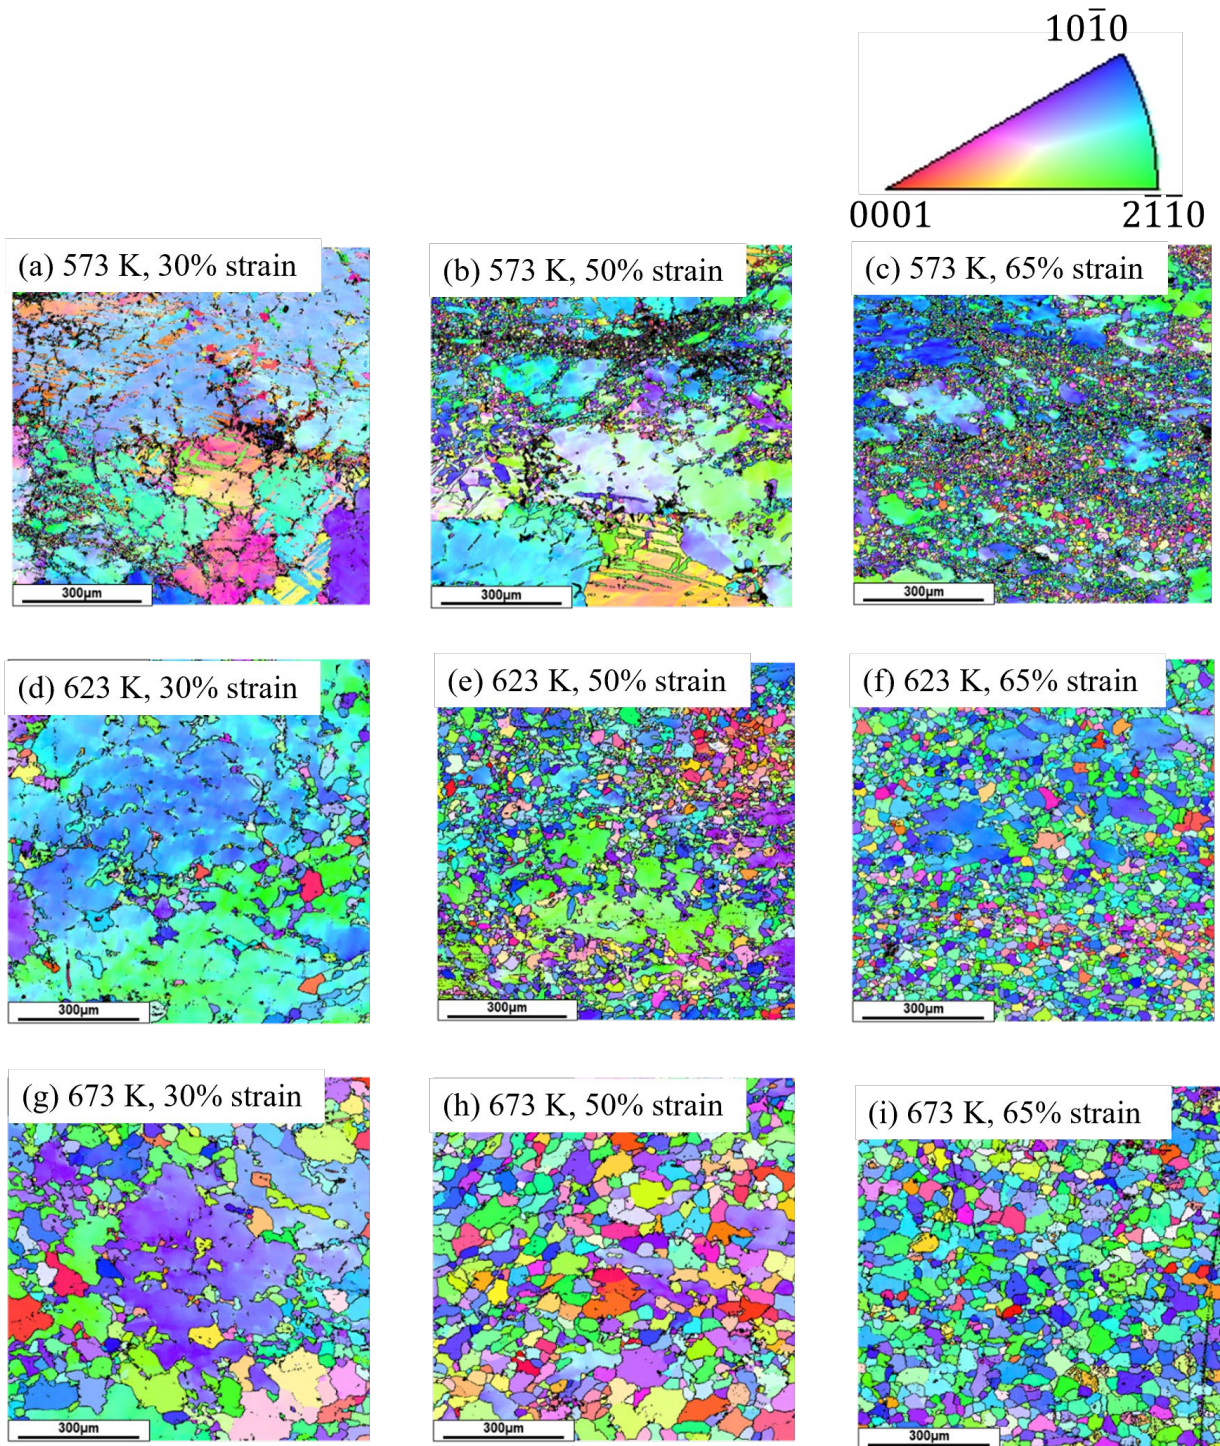 101̅0
0001
21̅1̅0
(a) 573 K, 30% strain
(b) 573 K, 50% strain
(c) 573 K, 65% strain
300µm
300µm
300µm
(d) 623 K, 30% strain
(e) 623 K, 50% strain
(f) 623 K, 65% strain
300µm
300µm
300µm
(g) 673 K, 30% strain
(h) 673 K, 50% strain
(i) 673 K, 65% strain
300µm
300µm
300µm